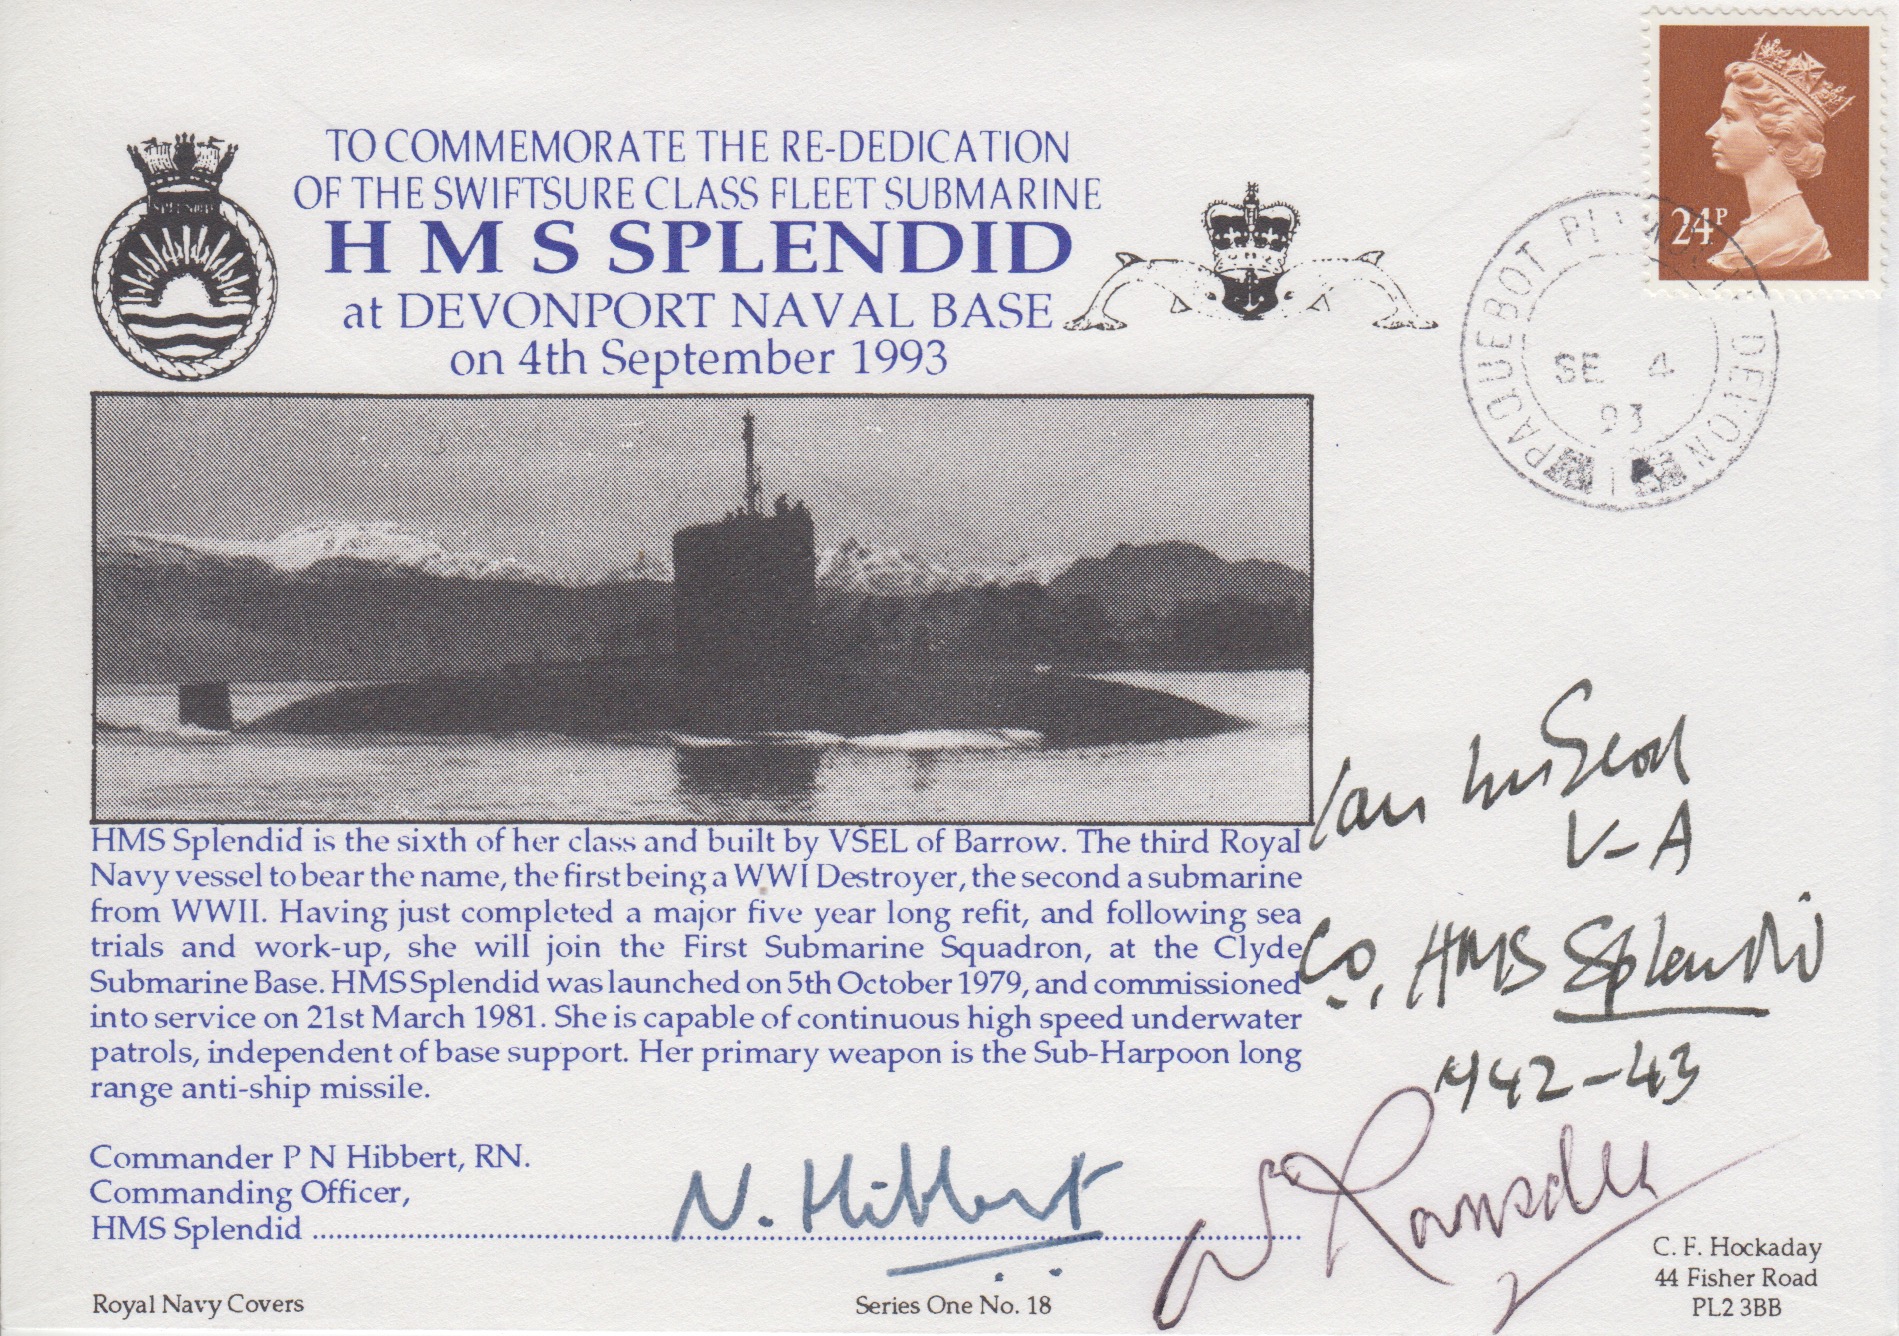 TO COMMEMORATE THE RE-DEDICATION
OF THE SWIFTSURE CLASS FLEET SUBMARINE
H M S SPLENDID
at DEVONPORT NAVAL BASE
on 4th September 1993
SPLENDID
24P
PAQUEBOT PLYMOUTH DEVON
SE 4
93
HMS Splendid is the sixth of her class and built by VSEL of Barrow. The third Royal
Navy vessel to bear the name, the first being a WWI Destroyer, the second a submarine
from WWII. Having just completed a major five year long refit, and following sea
trials and work-up, she will join the First Submarine Squadron, at the Clyde
Submarine Base. HMS Splendid was launched on 5th October 1979, and commissioned
into service on 21st March 1981. She is capable of continuous high speed underwater
patrols, independent of base support. Her primary weapon is the Sub-Harpoon long
range anti-ship missile.
Ian
V-A
CO, HMS Splendid
1942-43
Commander P N Hibbert, RN.
Commanding Officer,
HMS Splendid
N. Hibbert
C. F. Hockaday
44 Fisher Road
PL2 3BB
Royal Navy Covers
Series One No. 18